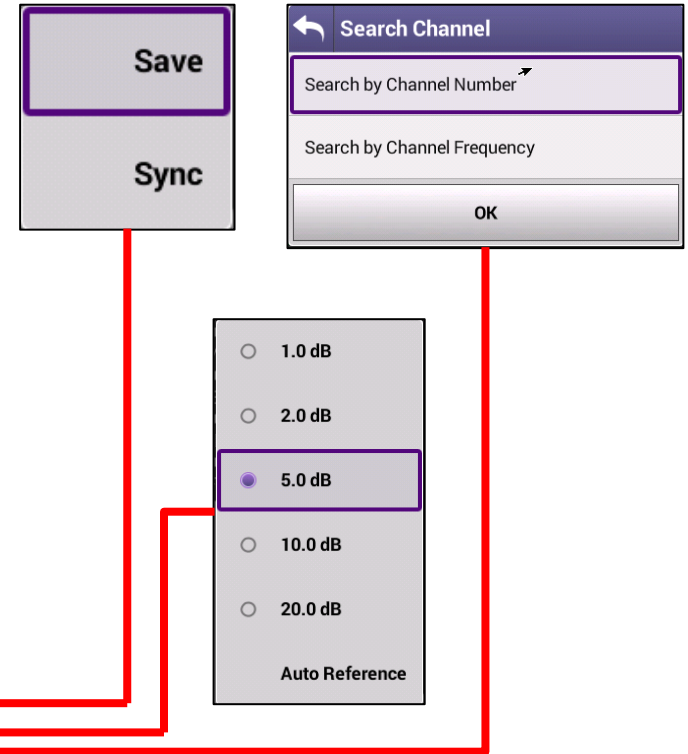 Save
Sync
Search Channel
Search by Channel Number
Search by Channel Frequency
OK
1.0 dB
2.0 dB
5.0 dB
10.0 dB
20.0 dB
Auto Reference